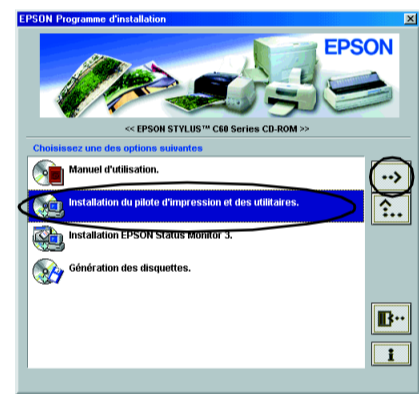 EPSON Programme d'installation
EPSON
<< EPSON STYLUS™ C60 Series CD-ROM >>
Choisissez une des options suivantes
Manuel d'utilisation.
Installation du pilote d'impression et des utilitaires.
Installation EPSON Status Monitor 3.
Génération des disquettes.